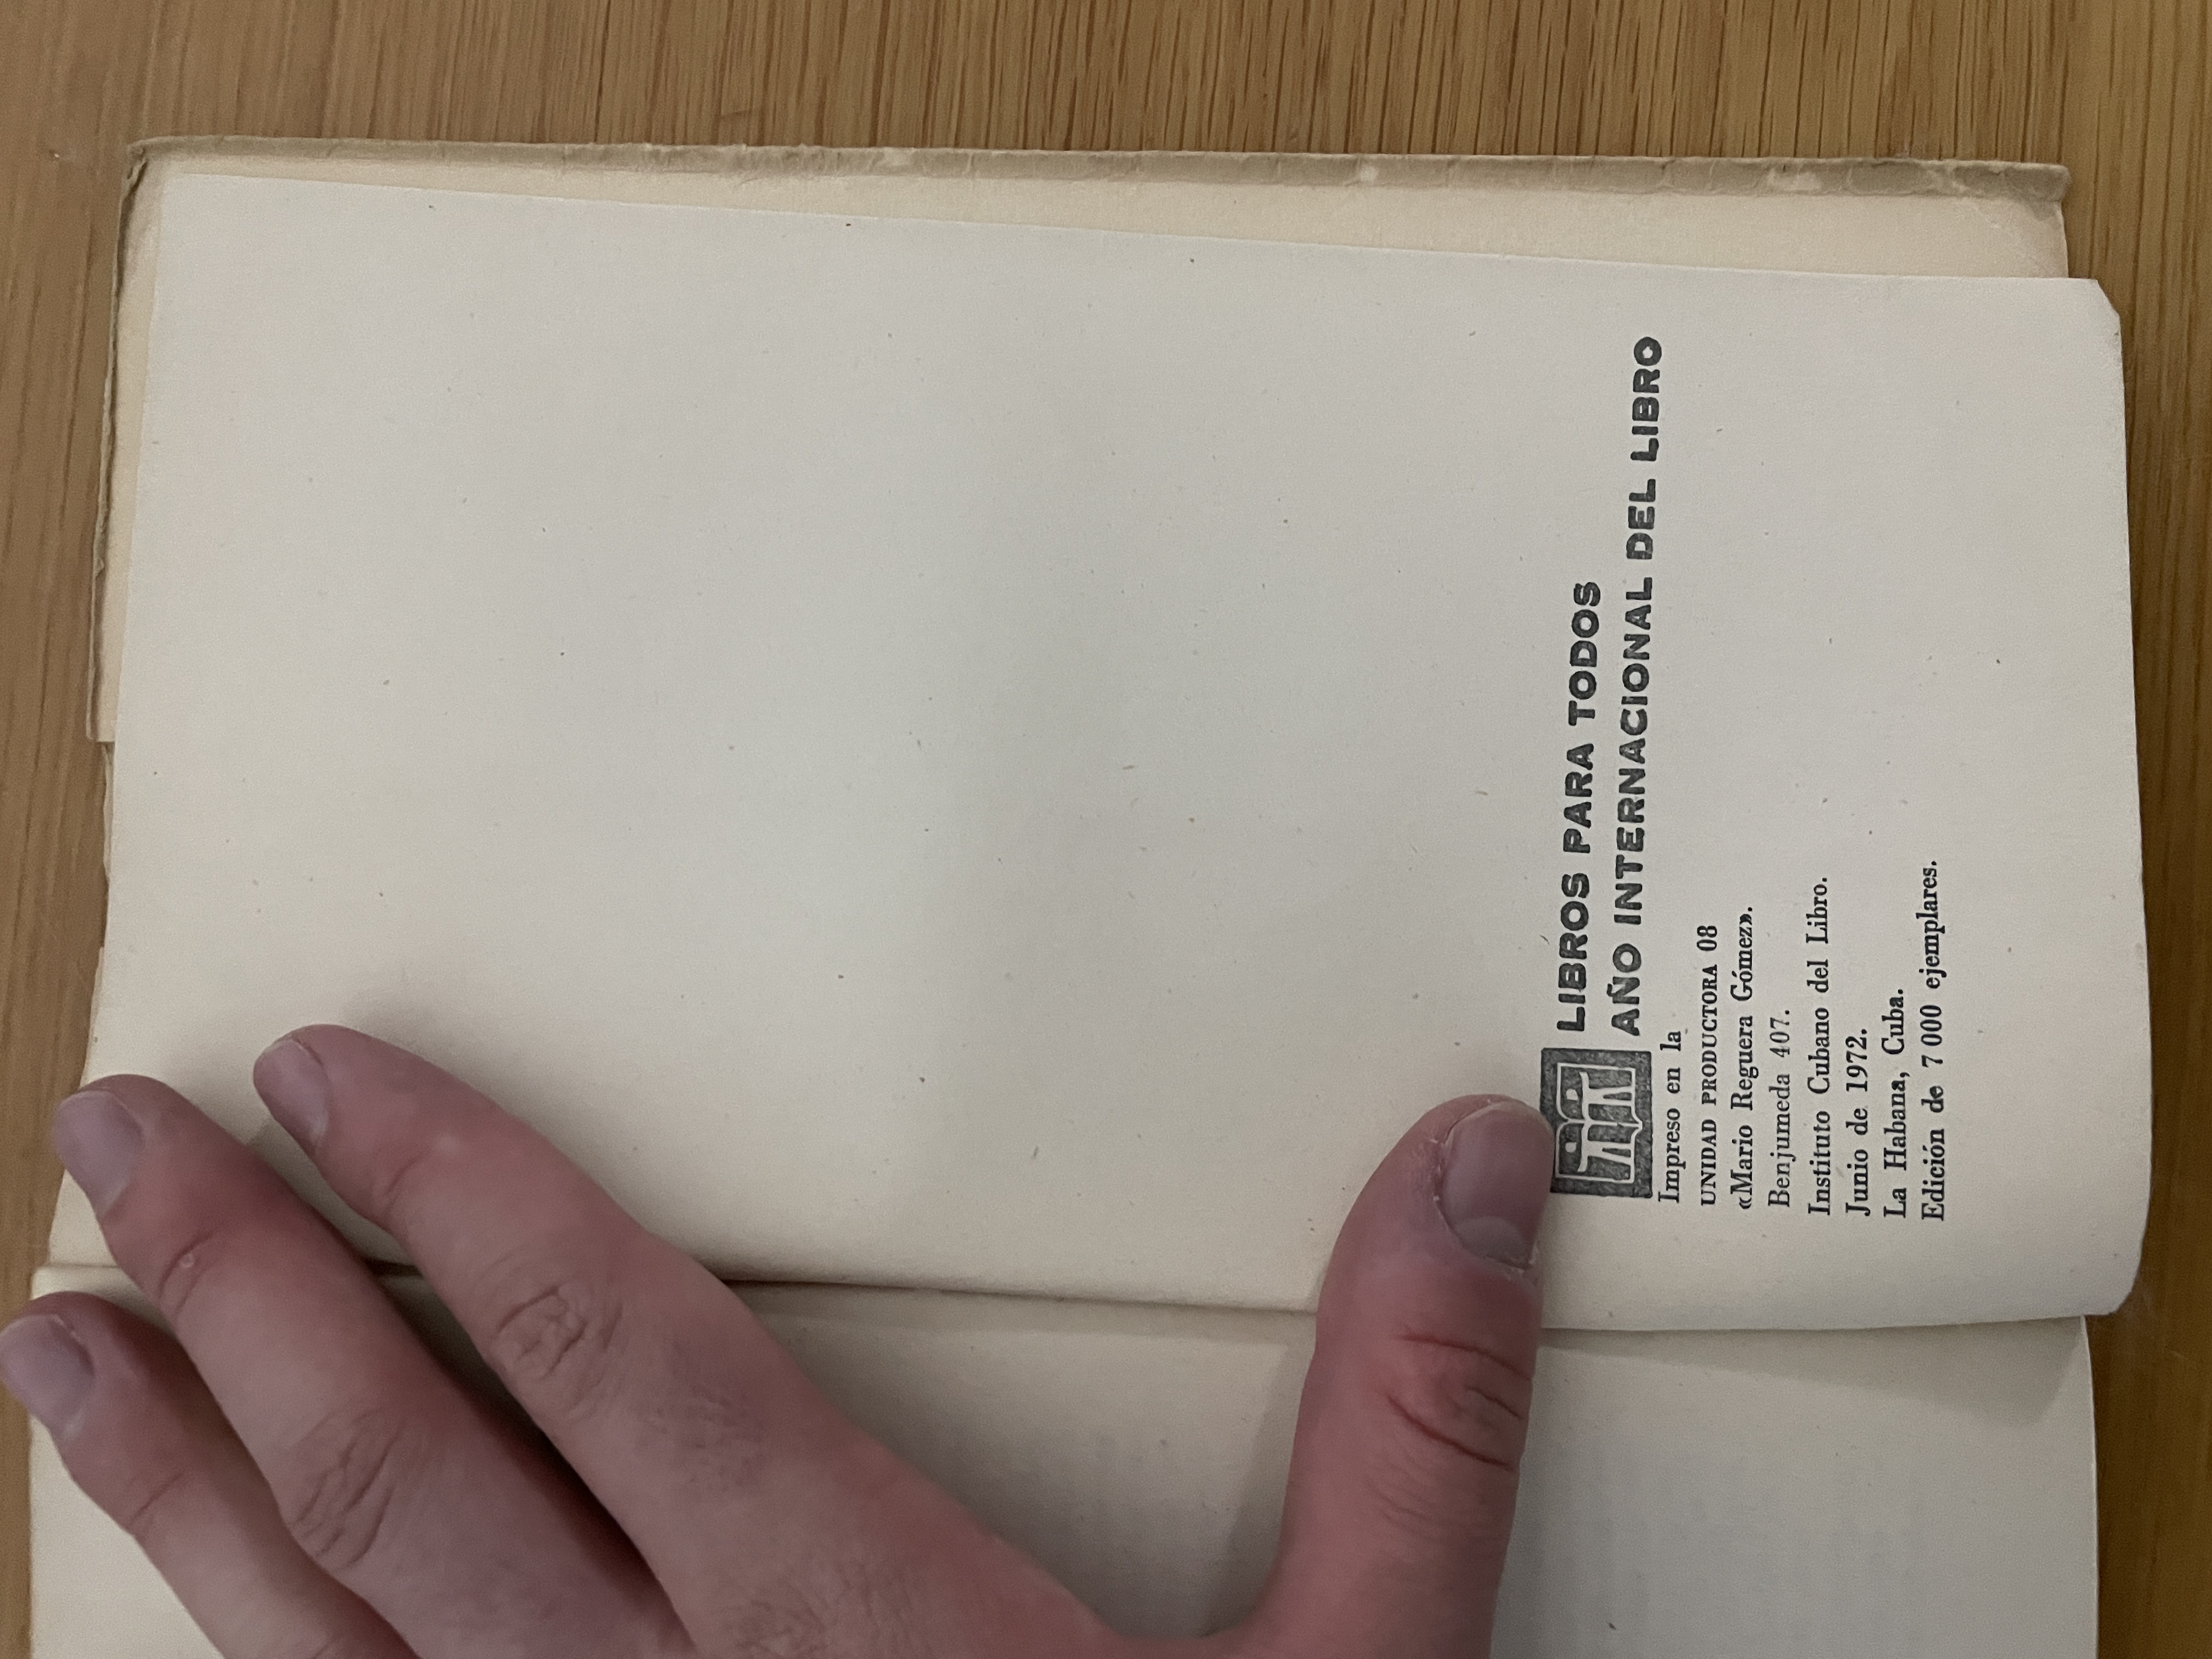 LIBROS PARA TODOS
AÑO INTERNACIONAL DEL LIBRO
Impreso en la
UNIDAD PRODUCTORA 08
«Mario Reguera Gómez».
Benjumeda 407.
Instituto Cubano del Libro.
Junio de 1972.
La Habana, Cuba.
Edición de 7 000 ejemplares.